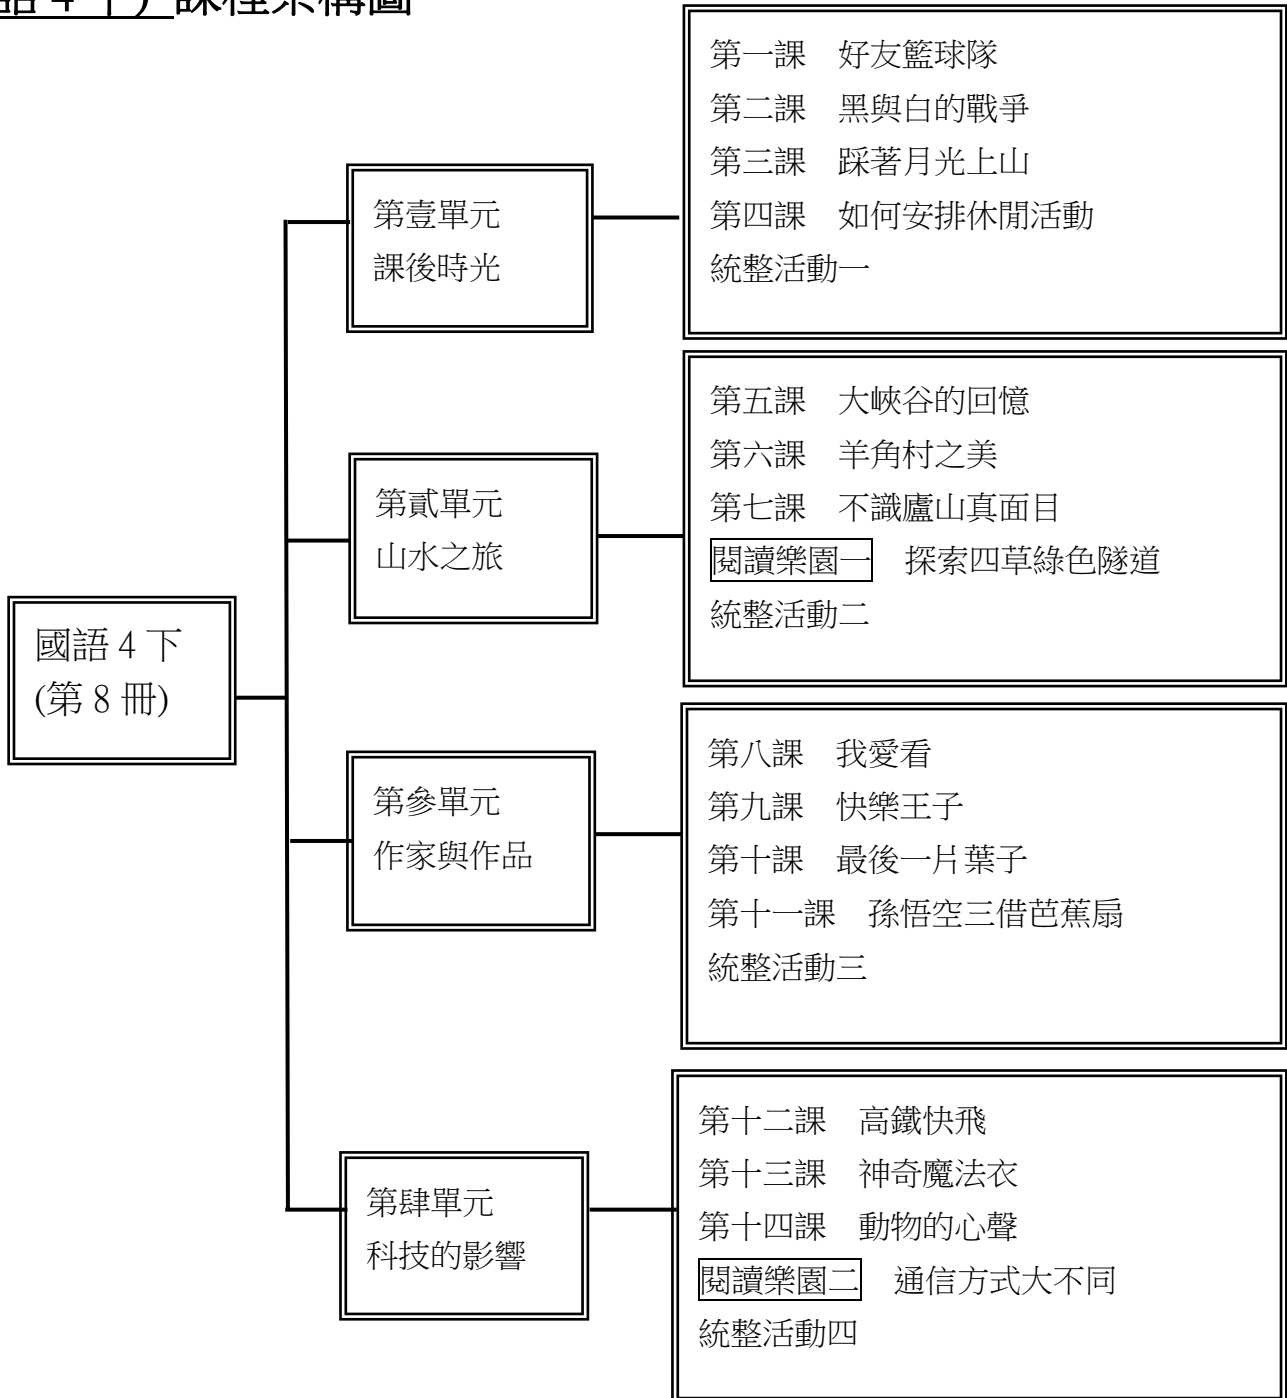 語 4 下) 課程架構圖
國語 4 下
(第 8 冊)
第壹單元
課後時光
第一課 好友籃球隊
第二課 黑與白的戰爭
第三課 踩著月光上山
第四課 如何安排休閒活動
統整活動一
第貳單元
山水之旅
第五課 大峽谷的回憶
第六課 羊角村之美
第七課 不識廬山真面目
閱讀樂園一 探索四草綠色隧道
統整活動二
第參單元
作家與作品
第八課 我愛看
第九課 快樂王子
第十課 最後一片葉子
第十一課 孫悟空三借芭蕉扇
統整活動三
第肆單元
科技的影響
第十二課 高鐵快飛
第十三課 神奇魔法衣
第十四課 動物的心聲
閱讀樂園二 通信方式大不同
統整活動四